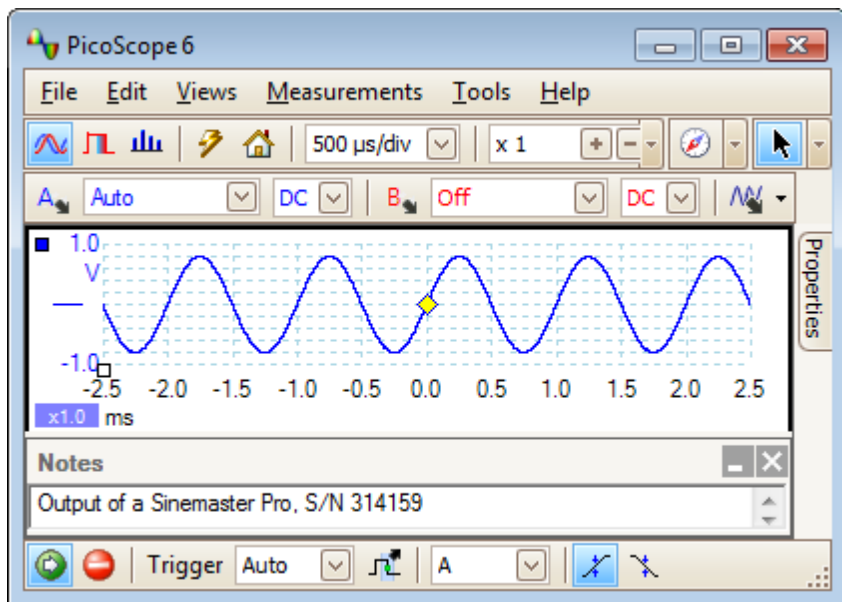 PicoScope 6
File Edit Views Measurements Tools Help
500 µs/div x 1
A Auto DC B Off DC
1.0
V
-1.0
-2.5 -2.0 -1.5 -1.0 -0.5 0.0 0.5 1.0 1.5 2.0 2.5
x1.0 ms
Properties
Notes
Output of a Sinemaster Pro, S/N 314159
Trigger Auto A